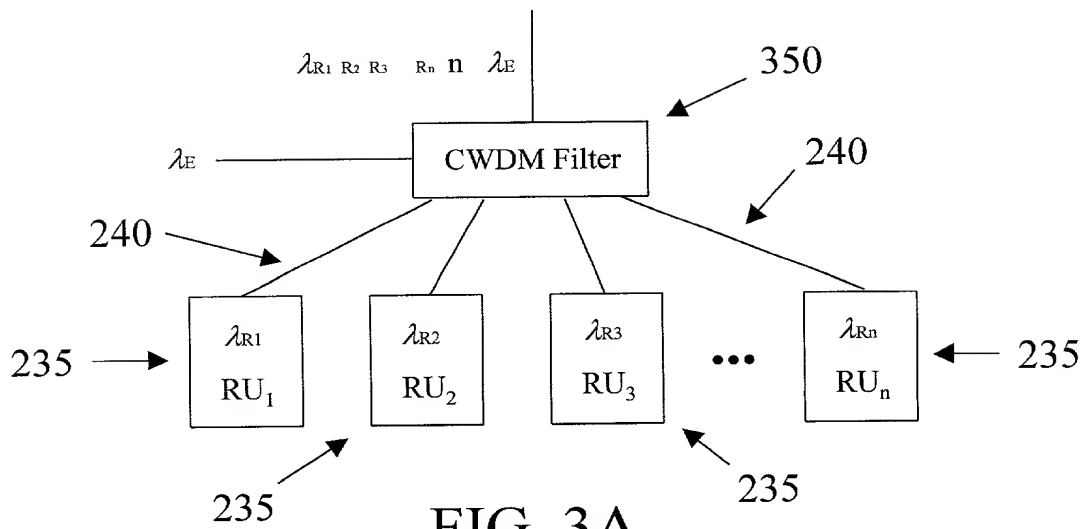 λR1 R2 R3 Rn n λE
350
λE
CWDM Filter
240
240
λR1
RU1
λR2
RU2
λR3
RU3
•••
λRn
RUn
235
235
235
235
FIG. 3A